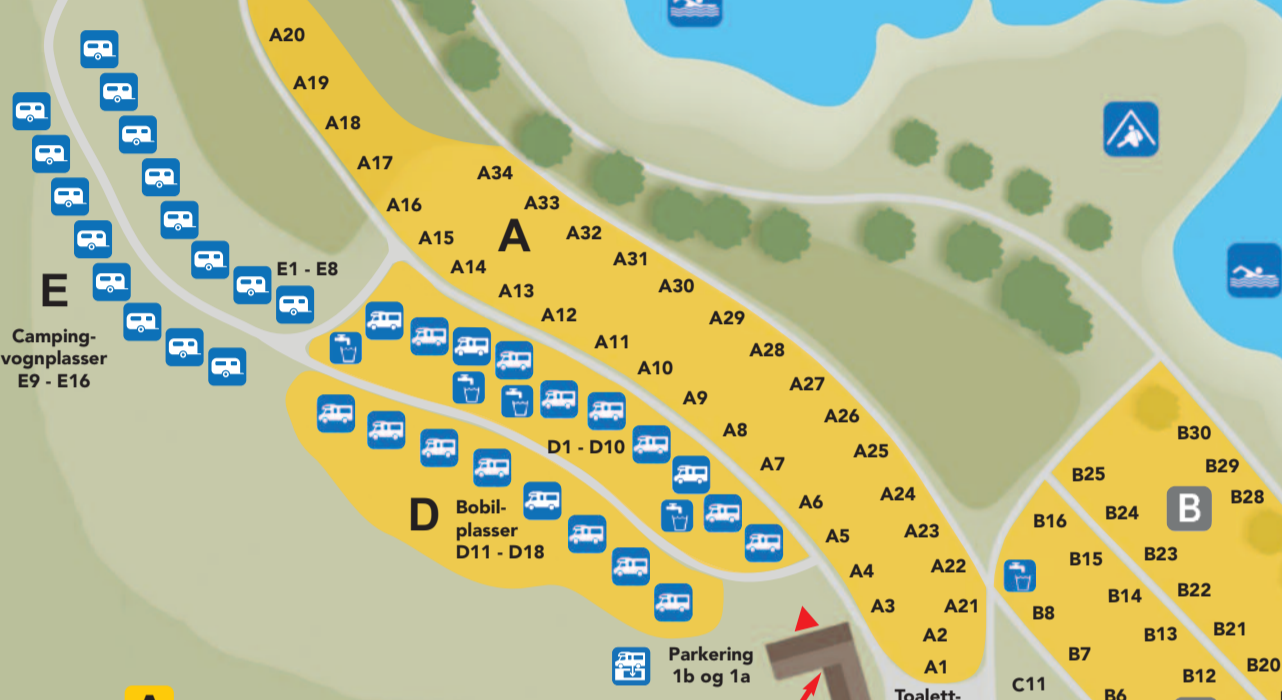 A20
A19
A18
A17
A34
A16
A33
A15
A
A32
A14
A31
E1 - E8
A13
A30
E
A12
A29
Camping-
vognplasser
E9 - E16
A11
A28
A10
A27
A9
A26
A8
B30
D1 - D10
A25
A7
B29
B25
A24
B28
A6
D
Bobil-
plasser
D11 - D18
B24
B
B16
A23
A5
B23
B15
A22
A4
B22
B14
A3
A21
B8
B21
B13
A2
Parkering
1b og 1a
B7
A1
B20
B12
C11
Toalett-
B6
A